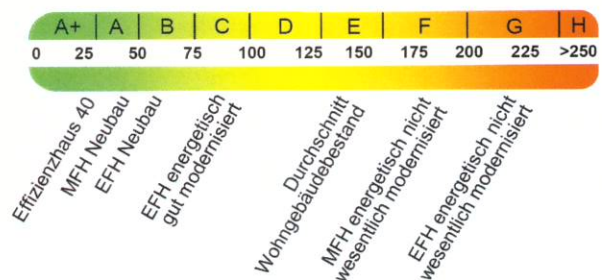 A+ A B C D E F G H
0 25 50 75 100 125 150 175 200 225 >250
Effizienzhaus 40
MFH Neubau
EFH Neubau
EFH energetisch
gut modernisiert
Durchschnitt
Wohngebäudebestand
MFH energetisch nicht
wesentlich modernisiert
EFH energetisch nicht
wesentlich modernisiert